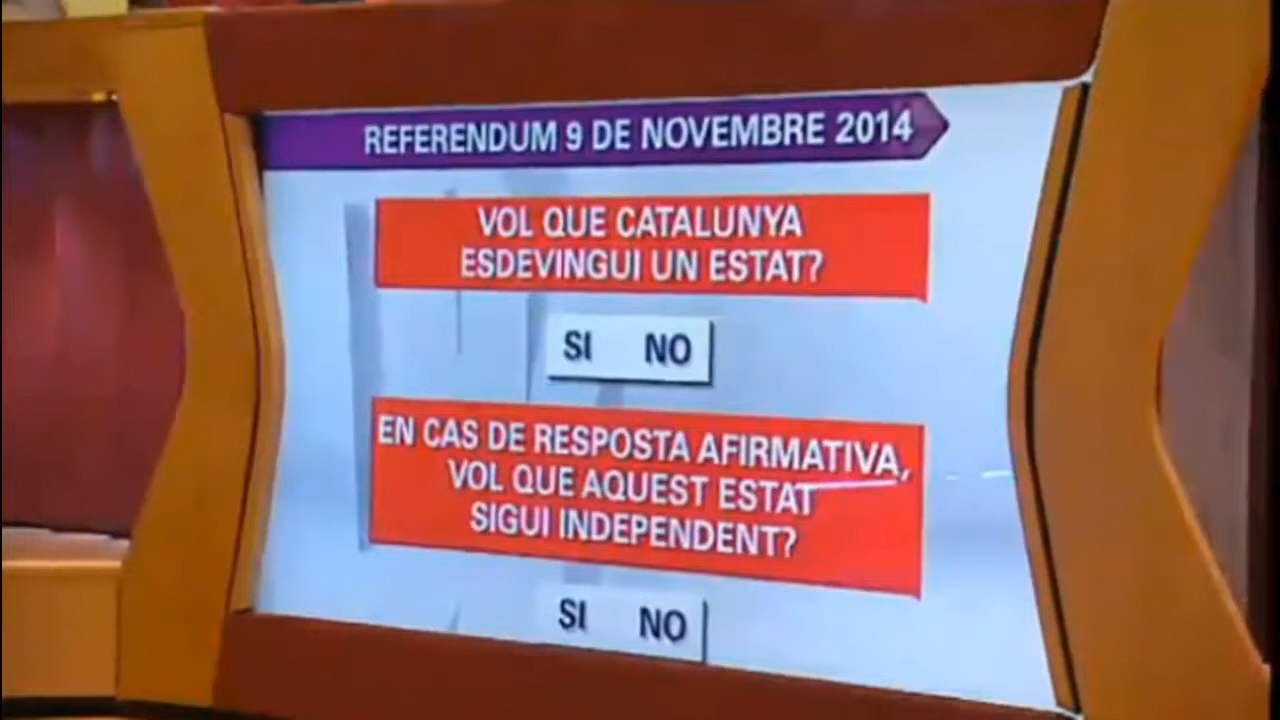 REFERENDUM 9 DE NOVEMBRE 2014
VOL QUE CATALUNYA
ESDEVINGUI UN ESTAT?
SI NO
EN CAS DE RESPOSTA AFIRMATIVA,
VOL QUE AQUEST ESTAT
SIGUI INDEPENDENT?
SI NO